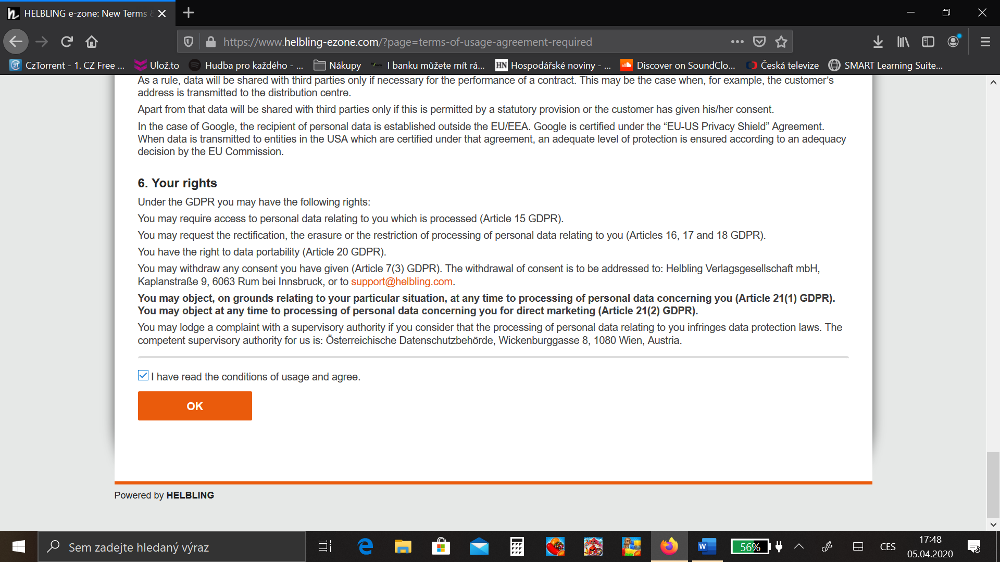 HELBLING e-zone: New Terms
https://www.helbling-ezone.com/?page=terms-of-usage-agreement-required
CzTorrent - 1. CZ Free ...
Ulož.to
Hudba pro každého - ...
Nákupy
I banku můžete mít rá...
HN Hospodářské noviny - ...
Discover on SoundClo...
Česká televize
SMART Learning Suite...
As a rule, data will be shared with third parties only if necessary for the performance of a contract. This may be the case when, for example, the customer’s
address is transmitted to the distribution centre.
Apart from that data will be shared with third parties only if this is permitted by a statutory provision or the customer has given his/her consent.
In the case of Google, the recipient of personal data is established outside the EU/EEA. Google is certified under the “EU-US Privacy Shield” Agreement.
When data is transmitted to entities in the USA which are certified under that agreement, an adequate level of protection is ensured according to an adequacy
decision by the EU Commission.
6. Your rights
Under the GDPR you may have the following rights:
You may require access to personal data relating to you which is processed (Article 15 GDPR).
You may request the rectification, the erasure or the restriction of processing of personal data relating to you (Articles 16, 17 and 18 GDPR).
You have the right to data portability (Article 20 GDPR).
You may withdraw any consent you have given (Article 7(3) GDPR). The withdrawal of consent is to be addressed to: Helbling Verlagsgesellschaft mbH,
Kaplanstraße 9, 6063 Rum bei Innsbruck, or to support@helbling.com.
You may object, on grounds relating to your particular situation, at any time to processing of personal data concerning you (Article 21(1) GDPR).
You may object at any time to processing of personal data concerning you for direct marketing (Article 21(2) GDPR).
You may lodge a complaint with a supervisory authority if you consider that the processing of personal data relating to you infringes data protection laws. The
competent supervisory authority for us is: Österreichische Datenschutzbehörde, Wickenburggasse 8, 1080 Wien, Austria.
I have read the conditions of usage and agree.
OK
Powered by HELBLING
Sem zadejte hledaný výraz
56%
CES
17:48
05.04.2020